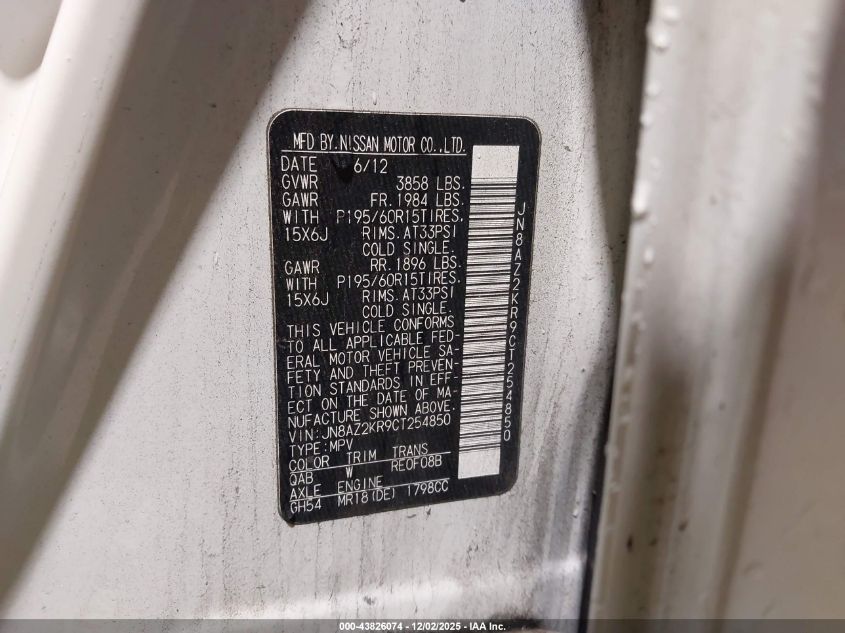 MFD BY.NISSAN MOTOR CO.,LTD.
DATE 6/12
GVWR 3858 LBS.
GAWR FR.1984 LBS.
WITH P195/60R15TIRES.
15X6J RIMS.AT33PSI
COLD SINGLE.
GAWR RR.1896 LBS.
WITH P195/60R15TIRES.
15X6J RIMS.AT33PSI
COLD SINGLE.
THIS VEHICLE CONFORMS
TO ALL APPLICABLE FED-
ERAL MOTOR VEHICLE SA-
FETY AND THEFT PREVEN-
TION STANDARDS IN EFF-
ECT ON THE DATE OF MA-
NUFACTURE SHOWN ABOVE.
VIN:JN8AZ2KR9CT254850
TYPE:MPV
COLOR TRIM TRANS
QAB W RE0F08B
AXLE ENGINE
GH54 MR18(DE) 1798CC
JN8AZ2KR9CT254850
000-43826074 • 12/02/2025 - IAA Inc.